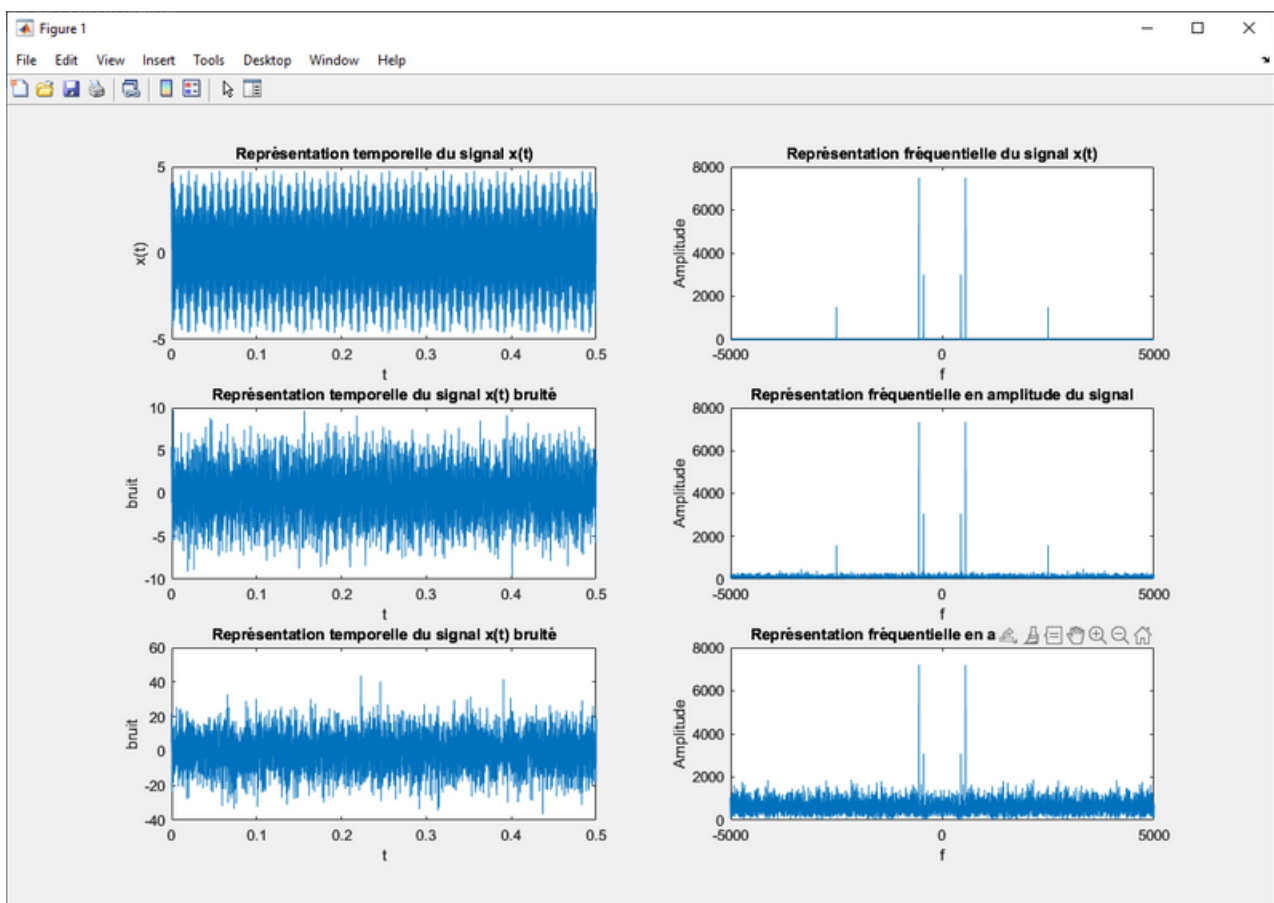 Figure 1
File Edit View Insert Tools Desktop Window Help
Représentation temporelle du signal x(t)
5
0
-5
x(t)
0 0.1 0.2 0.3 0.4 0.5
t
Représentation fréquentielle du signal x(t)
8000
6000
4000
2000
0
Amplitude
-5000 0 5000
f
Représentation temporelle du signal x(t) bruité
10
5
0
-5
-10
bruit
0 0.1 0.2 0.3 0.4 0.5
t
Représentation fréquentielle en amplitude du signal
8000
6000
4000
2000
0
Amplitude
-5000 0 5000
f
Représentation temporelle du signal x(t) bruité
60
40
20
0
-20
-40
bruit
0 0.1 0.2 0.3 0.4 0.5
t
Représentation fréquentielle en a
8000
6000
4000
2000
0
Amplitude
-5000 0 5000
f